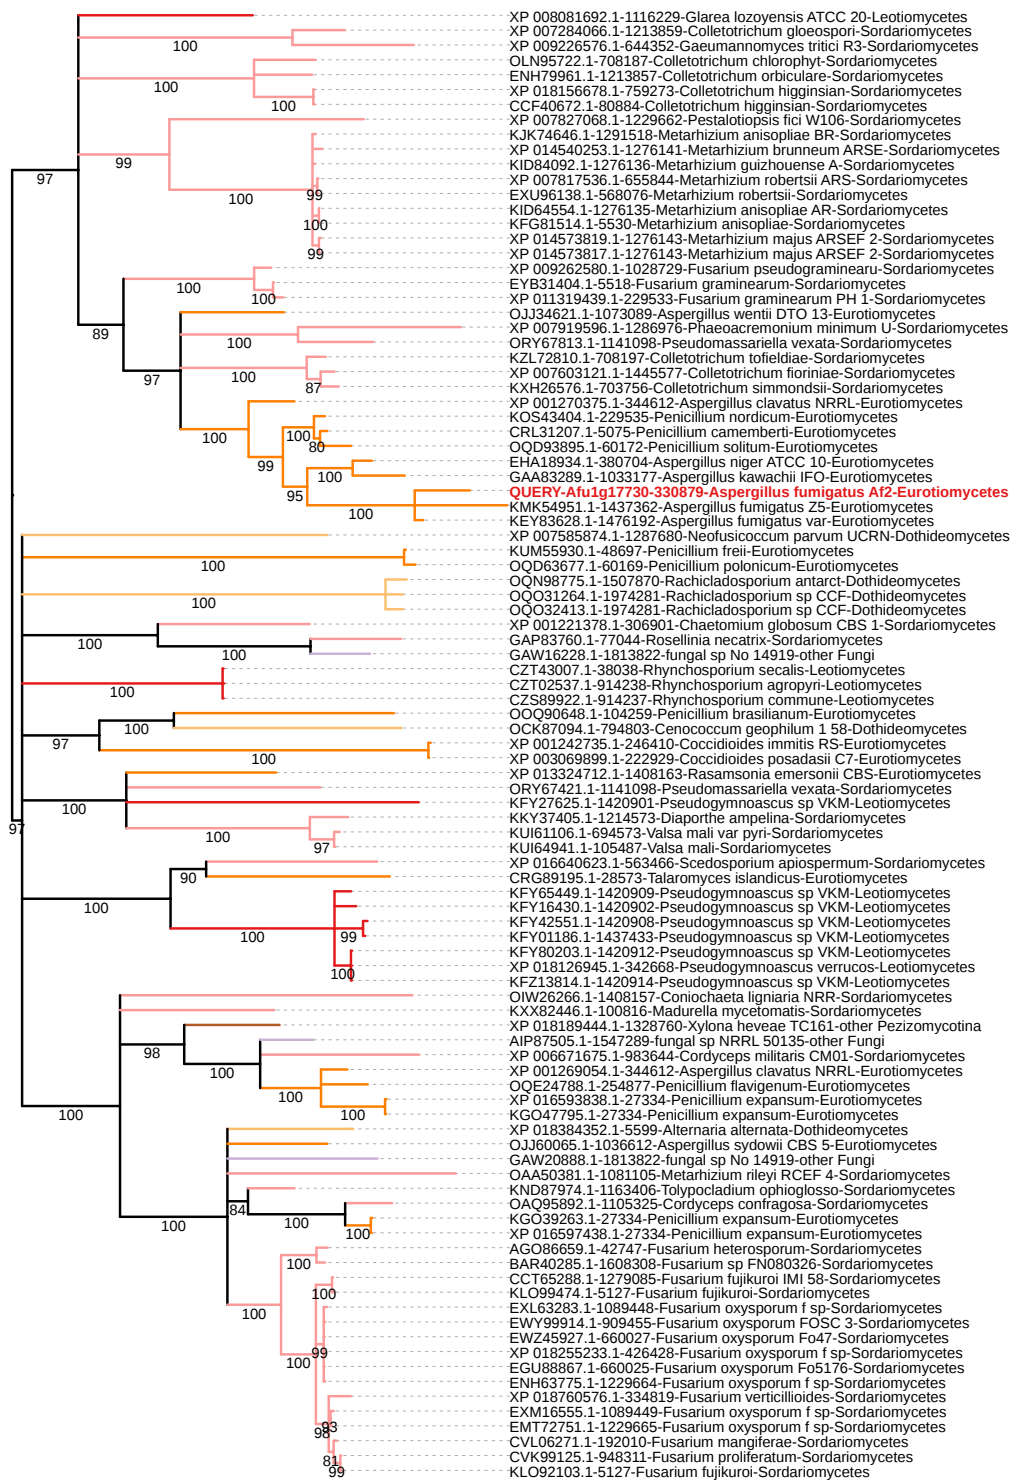 XP 008081692.1-1116229-Glarea lozoyensis ATCC 20-Leotiomycetes
XP 007284066.1-1213859-Colletotrichum gloeospori-Sordariomycetes
100
XP 009226576.1-644352-Gaeumannomyces tritici R3-Sordariomycetes
OLN95722.1-708187-Colletotrichum chlorophyt-Sordariomycetes
100
ENH79961.1-1213857-Colletotrichum orbiculare-Sordariomycetes
XP 018156678.1-759273-Colletotrichum higginsian-Sordariomycetes
100
CCF40672.1-80884-Colletotrichum higginsian-Sordariomycetes
XP 007827068.1-1229662-Pestalotiopsis fici W106-Sordariomycetes
KJK74646.1-1291518-Metarhizium anisopliae BR-Sordariomycetes
XP 014540253.1-1276141-Metarhizium brunneum ARSE-Sordariomycetes
99
KID84092.1-1276136-Metarhizium guizhouense A-Sordariomycetes
97
XP 007817536.1-655844-Metarhizium robertsii ARS-Sordariomycetes
100
99
EXU96138.1-568076-Metarhizium robertsii-Sordariomycetes
KID64554.1-1276135-Metarhizium anisopliae AR-Sordariomycetes
100
KFG81514.1-5530-Metarhizium anisopliae-Sordariomycetes
XP 014573819.1-1276143-Metarhizium majus ARSEF 2-Sordariomycetes
99
XP 014573817.1-1276143-Metarhizium majus ARSEF 2-Sordariomycetes
XP 009262580.1-1028729-Fusarium pseudograminearu-Sordariomycetes
100
EYB31404.1-5518-Fusarium graminearum-Sordariomycetes
100
XP 011319439.1-229533-Fusarium graminearum PH 1-Sordariomycetes
OJJ34621.1-1073089-Aspergillus wentii DTO 13-Eurotiomycetes
89
XP 007919596.1-1286976-Phaeoacremonium minimum U-Sordariomycetes
100
ORY67813.1-1141098-Pseudomassariella vexata-Sordariomycetes
KZL72810.1-708197-Colletotrichum tofieldiae-Sordariomycetes
97
100
XP 007603121.1-1445577-Colletotrichum fioriniae-Sordariomycetes
87
KXH26576.1-703756-Colletotrichum simmondsii-Sordariomycetes
XP 001270375.1-344612-Aspergillus clavatus NRRL-Eurotiomycetes
KOS43404.1-229535-Penicillium nordicum-Eurotiomycetes
100
100
CRL31207.1-5075-Penicillium camemberti-Eurotiomycetes
80
OQD93895.1-60172-Penicillium solitum-Eurotiomycetes
99
EHA18934.1-380704-Aspergillus niger ATCC 10-Eurotiomycetes
100
GAA83289.1-1033177-Aspergillus kawachii IFO-Eurotiomycetes
95
QUERY-Afu1g17730-330879-Aspergillus fumigatus Af2-Eurotiomycetes
100
KMK54951.1-1437362-Aspergillus fumigatus Z5-Eurotiomycetes
KEY83628.1-1476192-Aspergillus fumigatus var-Eurotiomycetes
XP 007585874.1-1287680-Neofusicoccum parvum UCRN-Dothideomycetes
KUM55930.1-48697-Penicillium freii-Eurotiomycetes
100
OQD63677.1-60169-Penicillium polonicum-Eurotiomycetes
OQN98775.1-1507870-Rachicladosporium antarct-Dothideomycetes
100
OQO31264.1-1974281-Rachicladosporium sp CCF-Dothideomycetes
OQO32413.1-1974281-Rachicladosporium sp CCF-Dothideomycetes
XP 001221378.1-306901-Chaetomium globosum CBS 1-Sordariomycetes
100
GAP83760.1-77044-Rosellinia necatrix-Sordariomycetes
100
GAW16228.1-1813822-fungal sp No 14919-other Fungi
CZT43007.1-38038-Rhynchosporium secalis-Leotiomycetes
100
CZT02537.1-914238-Rhynchosporium agropyri-Leotiomycetes
CZS89922.1-914237-Rhynchosporium commune-Leotiomycetes
OOQ90648.1-104259-Penicillium brasilianum-Eurotiomycetes
100
OCK87094.1-794803-Cenococcum geophilum 1 58-Dothideomycetes
97
XP 001242735.1-246410-Coccidioides immitis RS-Eurotiomycetes
100
XP 003069899.1-222929-Coccidioides posadasii C7-Eurotiomycetes
XP 013324712.1-1408163-Rasamsonia emersonii CBS-Eurotiomycetes
ORY67421.1-1141098-Pseudomassariella vexata-Sordariomycetes
100
KFY27625.1-1420901-Pseudogymnoascus sp VKM-Leotiomycetes
KKY37405.1-1214573-Diaporthe ampelina-Sordariomycetes
97
100
KUI61106.1-694573-Valsa mali var pyri-Sordariomycetes
97
KUI64941.1-105487-Valsa mali-Sordariomycetes
XP 016640623.1-563466-Scedosporium apiospermum-Sordariomycetes
90
CRG89195.1-28573-Talaromyces islandicus-Eurotiomycetes
KFY65449.1-1420909-Pseudogymnoascus sp VKM-Leotiomycetes
100
KFY16430.1-1420902-Pseudogymnoascus sp VKM-Leotiomycetes
KFY42551.1-1420908-Pseudogymnoascus sp VKM-Leotiomycetes
100
99
KFY01186.1-1437433-Pseudogymnoascus sp VKM-Leotiomycetes
KFY80203.1-1420912-Pseudogymnoascus sp VKM-Leotiomycetes
XP 018126945.1-342668-Pseudogymnoascus verrucos-Leotiomycetes
100
KFZ13814.1-1420914-Pseudogymnoascus sp VKM-Leotiomycetes
OIW26266.1-1408157-Coniochaeta ligniaria NRR-Sordariomycetes
KXX82446.1-100816-Madurella mycetomatis-Sordariomycetes
XP 018189444.1-1328760-Xylona heveae TC161-other Pezizomycotina
AIP87505.1-1547289-fungal sp NRRL 50135-other Fungi
98
XP 006671675.1-983644-Cordyceps militaris CM01-Sordariomycetes
100
XP 001269054.1-344612-Aspergillus clavatus NRRL-Eurotiomycetes
OQE24788.1-254877-Penicillium flavigenum-Eurotiomycetes
100
XP 016593838.1-27334-Penicillium expansum-Eurotiomycetes
100
100
KGO47795.1-27334-Penicillium expansum-Eurotiomycetes
XP 018384352.1-5599-Alternaria alternata-Dothideomycetes
OJJ60065.1-1036612-Aspergillus sydowii CBS 5-Eurotiomycetes
GAW20888.1-1813822-fungal sp No 14919-other Fungi
OAA50381.1-1081105-Metarhizium rileyi RCEF 4-Sordariomycetes
KND87974.1-1163406-Tolypocladium ophioglosso-Sordariomycetes
84
OAQ95892.1-1105325-Cordyceps confragosa-Sordariomycetes
100
100
KGO39263.1-27334-Penicillium expansum-Eurotiomycetes
100
XP 016597438.1-27334-Penicillium expansum-Eurotiomycetes
AGO86659.1-42747-Fusarium heterosporum-Sordariomycetes
100
BAR40285.1-1608308-Fusarium sp FN080326-Sordariomycetes
CCT65288.1-1279085-Fusarium fujikuroi IMI 58-Sordariomycetes
100
KLO99474.1-5127-Fusarium fujikuroi-Sordariomycetes
100
EXL63283.1-1089448-Fusarium oxysporum f sp-Sordariomycetes
EWY99914.1-909455-Fusarium oxysporum FOSC 3-Sordariomycetes
EWZ45927.1-660027-Fusarium oxysporum Fo47-Sordariomycetes
99
XP 018255233.1-426428-Fusarium oxysporum f sp-Sordariomycetes
100
EGU88867.1-660025-Fusarium oxysporum Fo5176-Sordariomycetes
ENH63775.1-1229664-Fusarium oxysporum f sp-Sordariomycetes
XP 018760576.1-334819-Fusarium verticillioides-Sordariomycetes
EXM16555.1-1089449-Fusarium oxysporum f sp-Sordariomycetes
93
EMT72751.1-1229665-Fusarium oxysporum f sp-Sordariomycetes
98
CVL06271.1-192010-Fusarium mangiferae-Sordariomycetes
81
CVK99125.1-948311-Fusarium proliferatum-Sordariomycetes
99
KLO92103.1-5127-Fusarium fujikuroi-Sordariomycetes